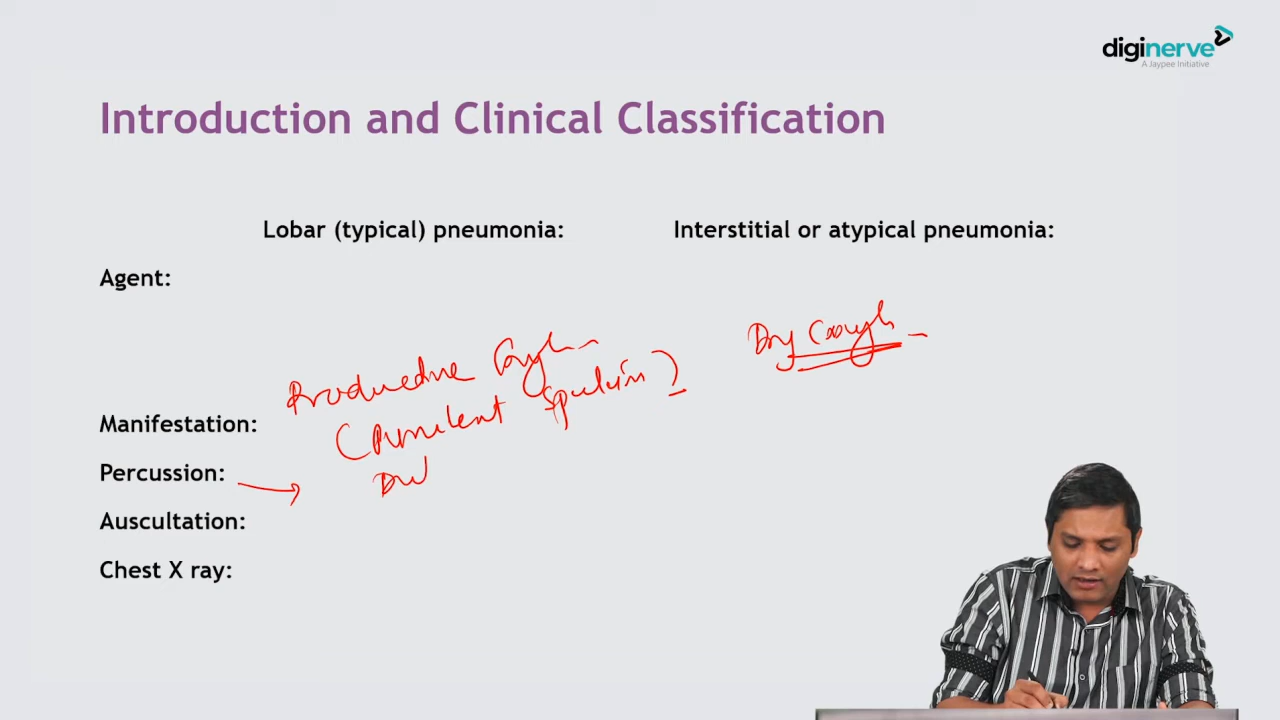 diginerve
A Jaypee Initiative
Introduction and Clinical Classification
Lobar (typical) pneumonia: Interstitial or atypical pneumonia:
Agent:
Dry Cough
Productive Cough
Manifestation: (Purulent Sputum)
Percussion:
Auscultation:
Chest X ray: